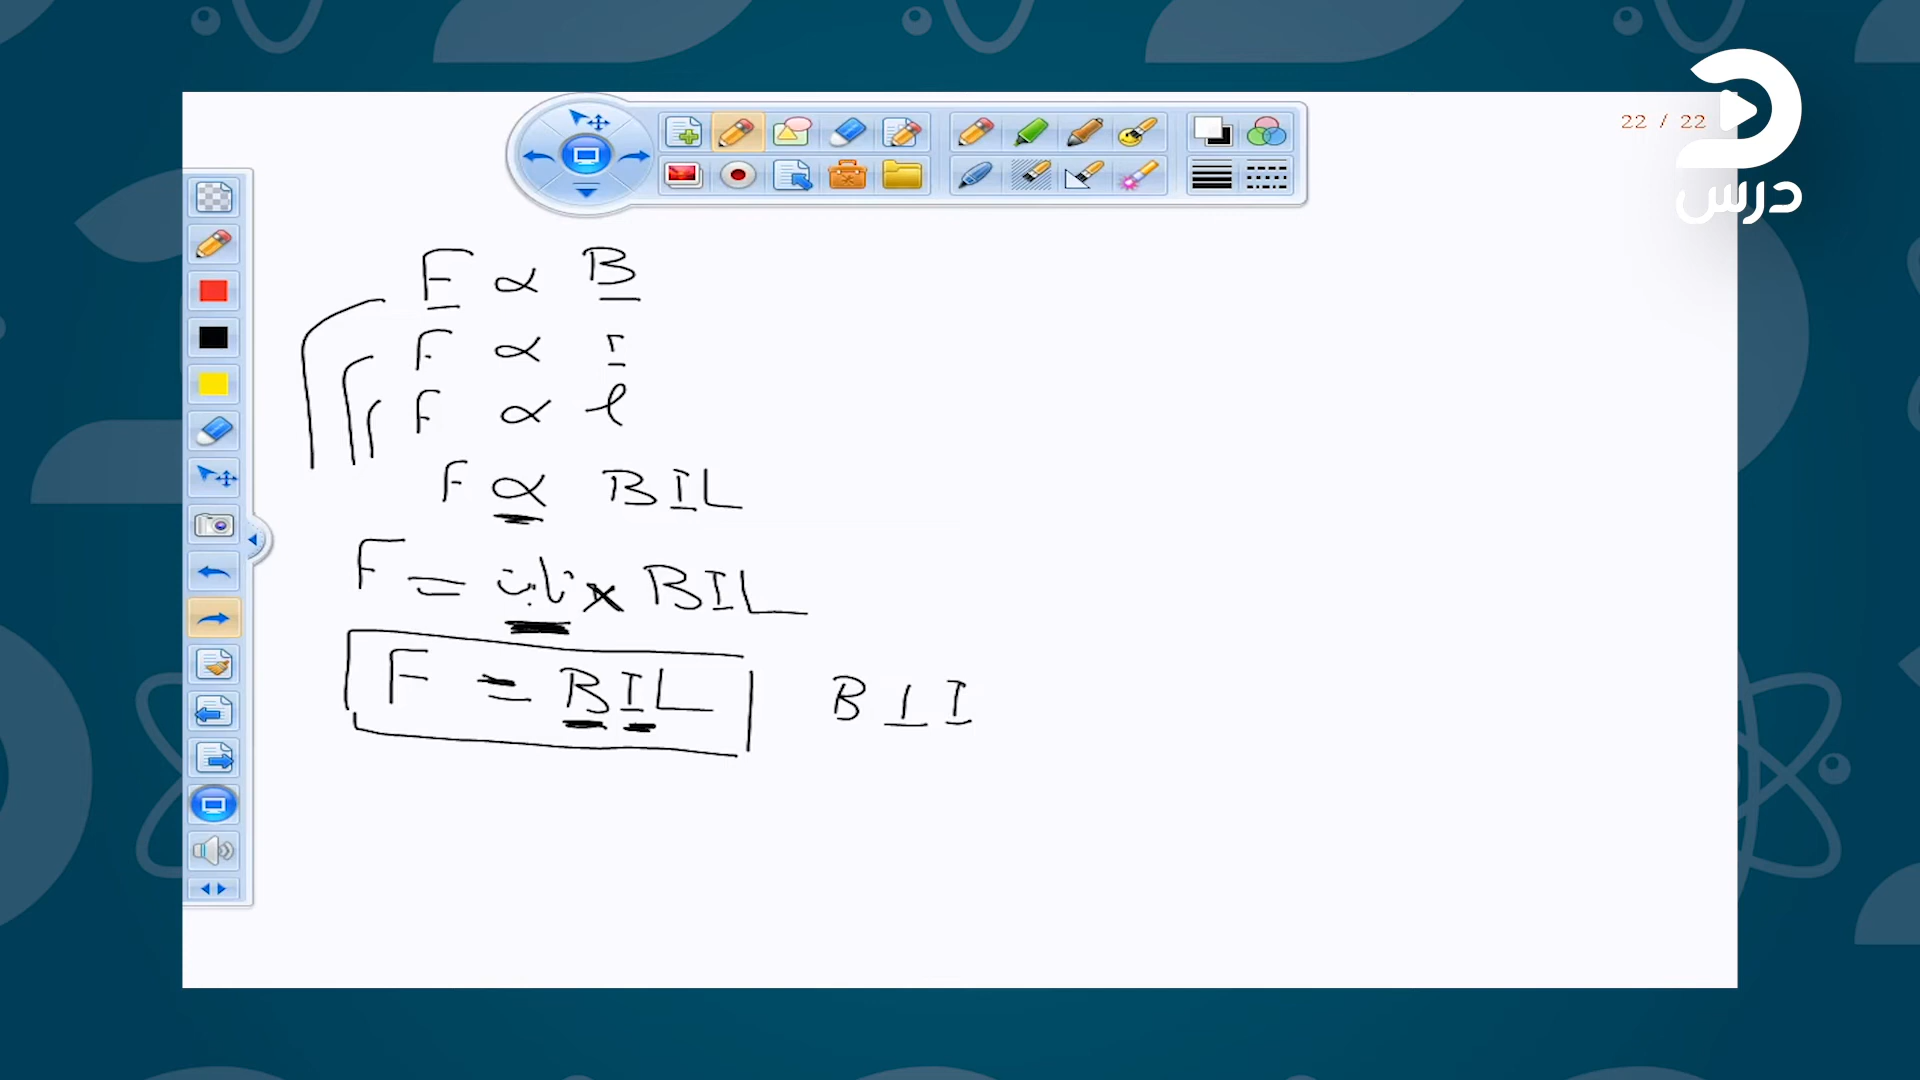 22 / 22
درس
F ∝ B
F ∝ I
F ∝ l
F ∝ BIL
F = ثابت × BIL
F = BIL
B ⊥ I